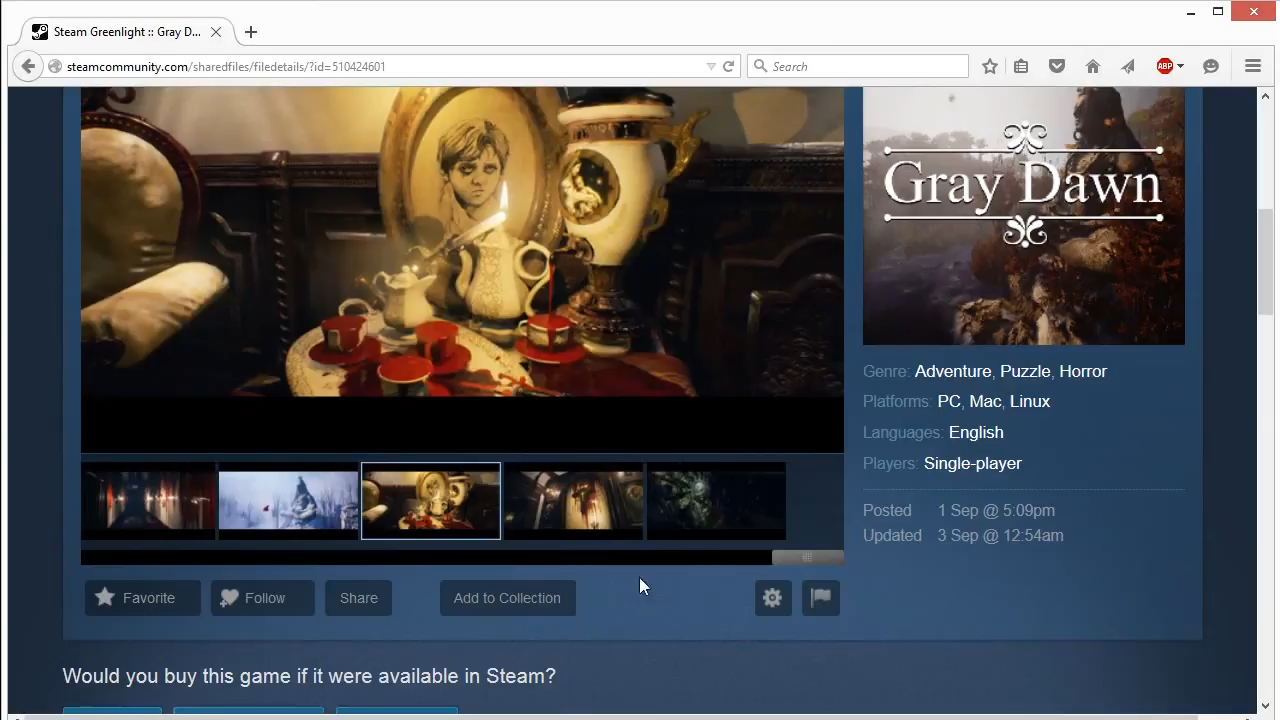 Steam Greenlight :: Gray D...
steamcommunity.com/sharedfiles/filedetails/?id=510424601
Search
ABP
Gray Dawn
Genre: Adventure, Puzzle, Horror
Platforms: PC, Mac, Linux
Languages: English
Players: Single-player
Posted 1 Sep @ 5:09pm
Updated 3 Sep @ 12:54am
Favorite Follow Share Add to Collection
Would you buy this game if it were available in Steam?